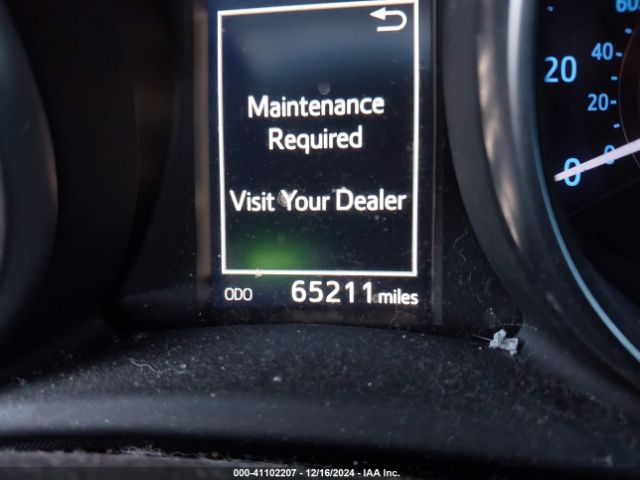 Maintenance
Required
Visit Your Dealer
ODO 65211 miles
20
0
60
40
20
0
000-41102207 - 12/16/2024 - IAA Inc.